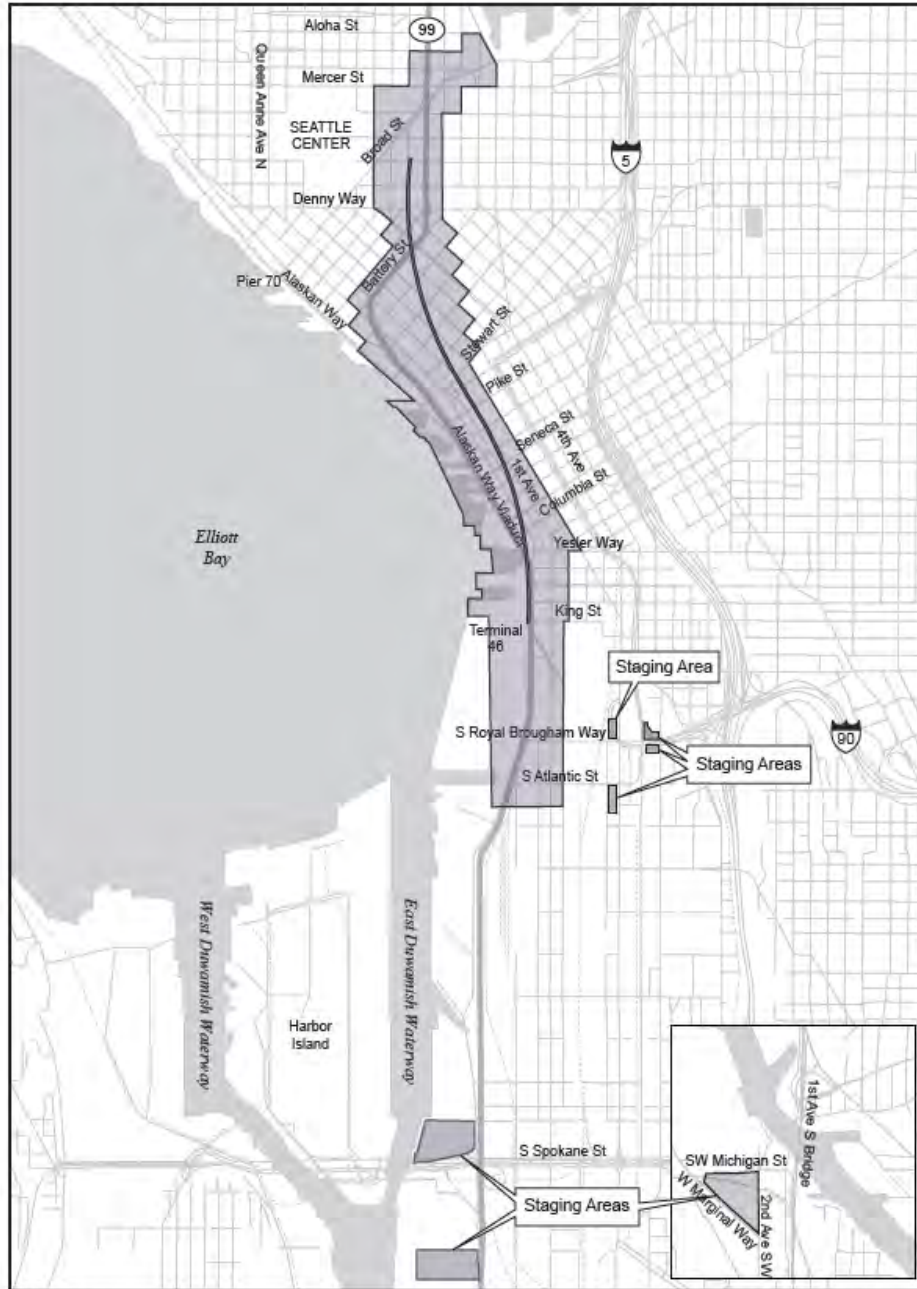 Aloha St
99
Queen Anne Ave N
Mercer St
SEATTLE
CENTER
Broad St
5
Denny Way
Battery St
Pier 70
Alaskan Way
Stewart St
Pike St
Seneca St
4th Ave
Alaskan Way Viaduct
1st Ave
Columbia St
Elliott
Bay
Yesler Way
King St
Terminal
46
Staging Area
S Royal Brougham Way
90
Staging Areas
S Atlantic St
West Duwamish Waterway
East Duwamish Waterway
Harbor
Island
1st Ave S Bridge
S Spokane St
SW Michigan St
W Marginal Way
2nd Ave SW
Staging Areas